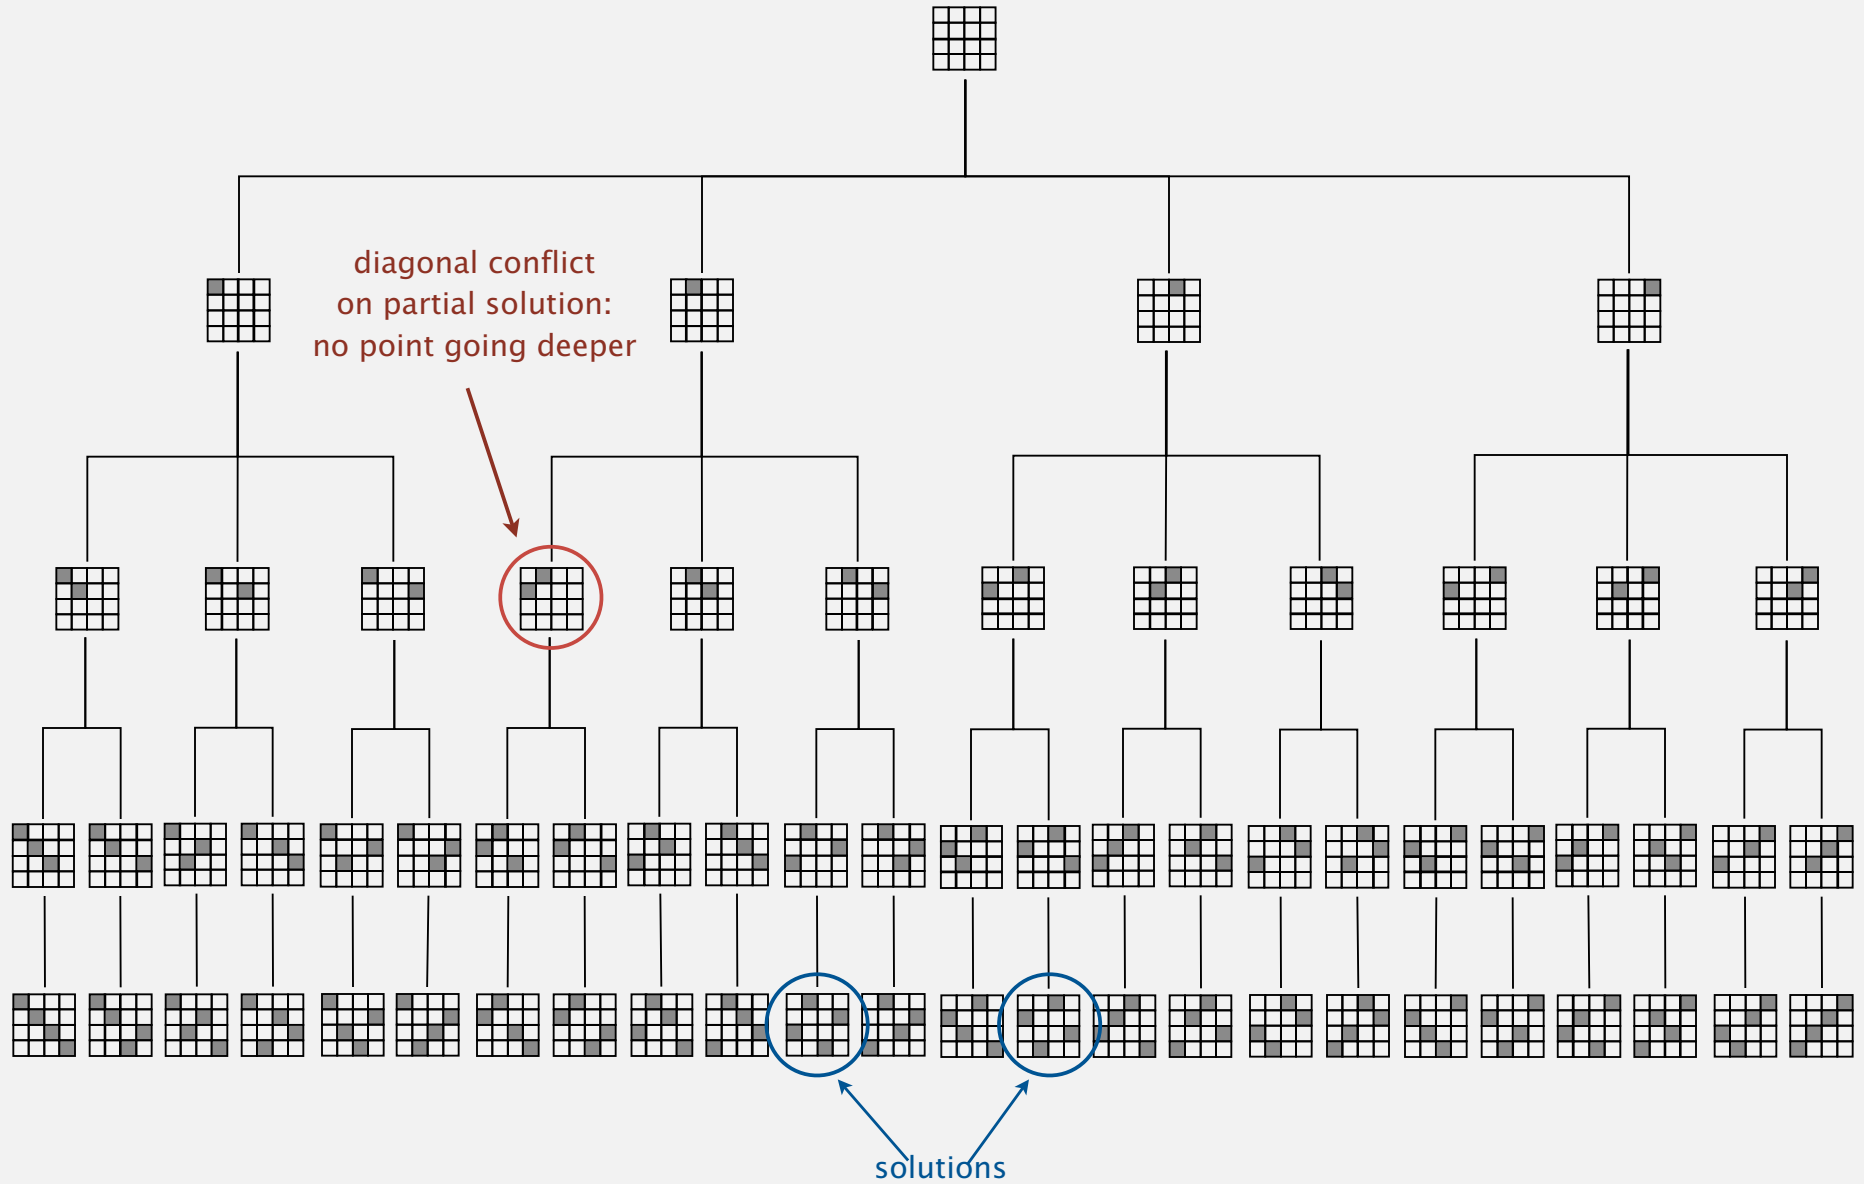 diagonal conflict
on partial solution:
no point going deeper
solutions